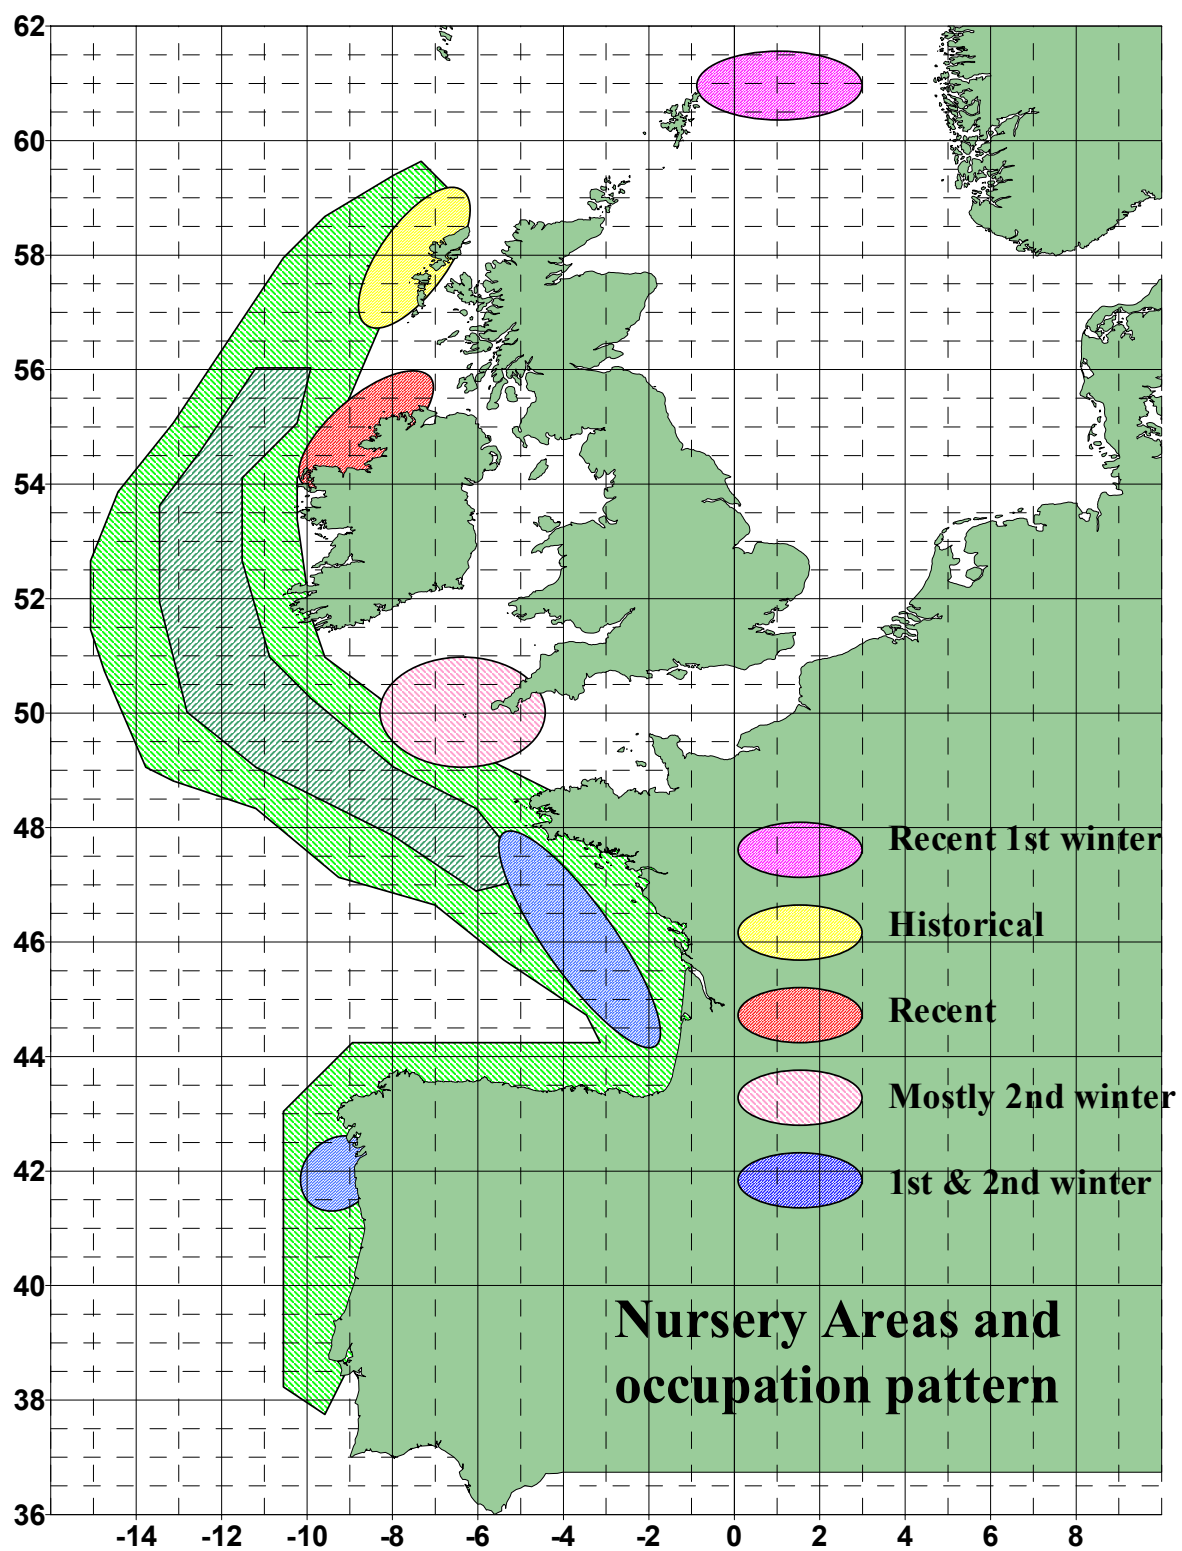 62
60
58
56
54
52
50
48
46
44
42
40
38
36
Recent 1st winter
Historical
Recent
Mostly 2nd winter
1st & 2nd winter
Nursery Areas and
occupation pattern
-14 -12 -10 -8 -6 -4 -2 0 2 4 6 8